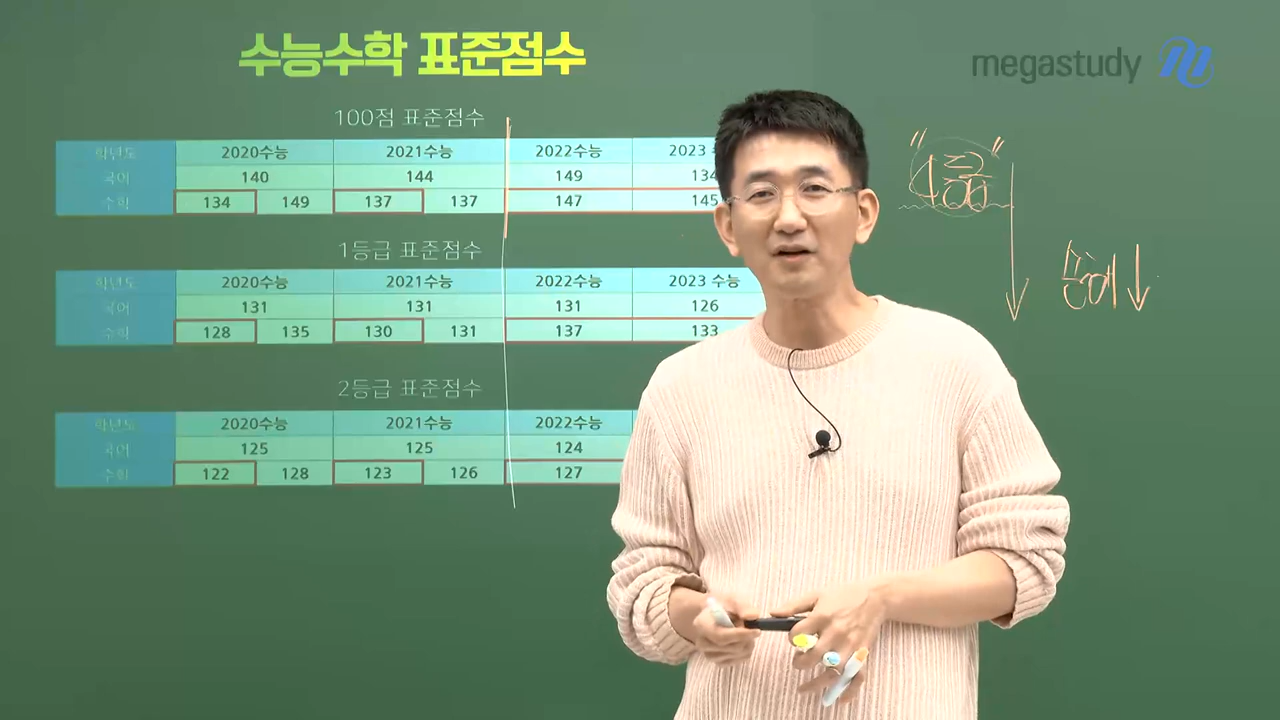 수능수학 표준점수
megastudy
100점 표준점수
학년도 2020수능 2021수능 2022수능 2023
국어 140 144 149 134
수학 134 149 137 137 147 145
1등급 표준점수
학년도 2020수능 2021수능 2022수능 2023 수능
국어 131 131 131 126
수학 128 135 130 131 137 133
2등급 표준점수
학년도 2020수능 2021수능 2022수능
국어 125 125 124
수학 122 128 123 126 127